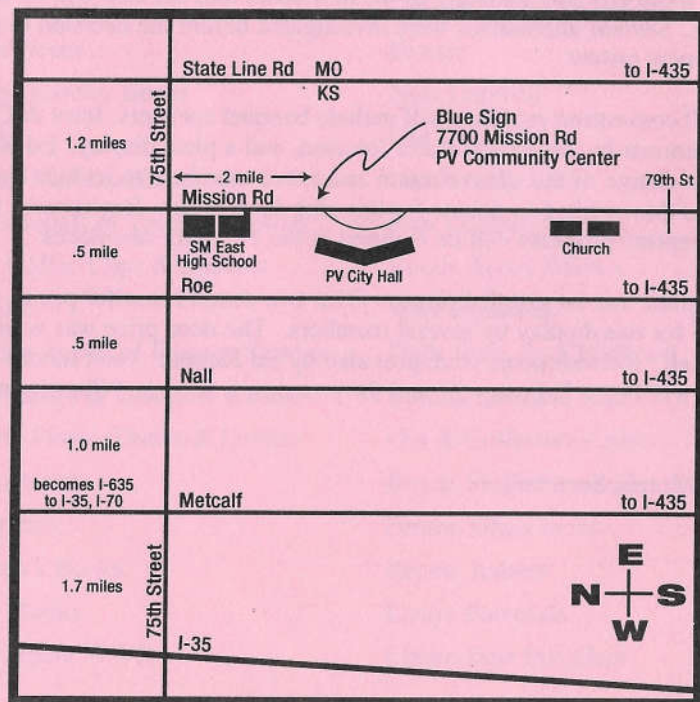 State Line Rd MO
to I-435
KS
75th Street
1.2 miles
.2 mile
Blue Sign
7700 Mission Rd
PV Community Center
79th St
Mission Rd
SM East
High School
PV City Hall
Church
.5 mile
Roe
to I-435
.5 mile
Nall
to I-435
1.0 mile
becomes I-635
to I-35, I-70
Metcalf
to I-435
75th Street
1.7 miles
I-35
E
N S
W